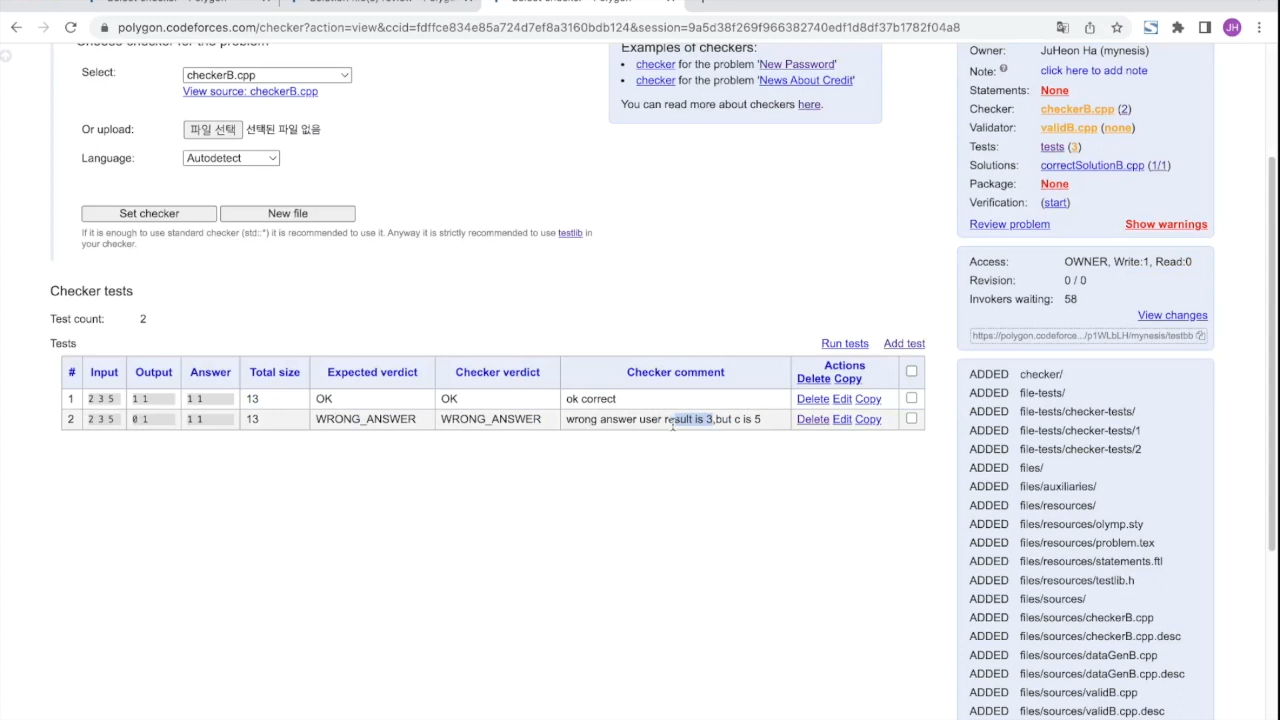 polygon.codeforces.com/checker?action=view&ccid=fdffce834e85a724d7ef8a3160bdb124&session=9a5d38f269f966382740edf1d8df37b1782f04a8
JH
Select:
checkerB.cpp
View source: checkerB.cpp
Or upload:
파일 선택 선택된 파일 없음
Language:
Autodetect
Set checker
New file
If it is enough to use standard checker (std::*) it is recommended to use it. Anyway it is strictly recommended to use testlib in
your checker.
Examples of checkers:
checker for the problem 'New Password'
checker for the problem 'News About Credit'
You can read more about checkers here.
Checker tests
Test count: 2
Tests
Run tests Add test
# Input Output Answer Total size Expected verdict Checker verdict Checker comment Actions
Delete Copy
1 2 3 5 1 1 1 1 13 OK OK ok correct Delete Edit Copy
2 2 3 5 0 1 1 1 13 WRONG_ANSWER WRONG_ANSWER wrong answer user result is 3,but c is 5 Delete Edit Copy
Owner: JuHeon Ha (mynesis)
Note: click here to add note
Statements: None
Checker: checkerB.cpp (2)
Validator: validB.cpp (none)
Tests: tests (3)
Solutions: correctSolutionB.cpp (1/1)
Package: None
Verification: (start)
Review problem Show warnings
Access: OWNER, Write:1, Read:0
Revision: 0 / 0
Invokers waiting: 58
View changes
https://polygon.codeforce.../p1WLbLH/mynesis/testbb
ADDED checker/
ADDED file-tests/
ADDED file-tests/checker-tests/
ADDED file-tests/checker-tests/1
ADDED file-tests/checker-tests/2
ADDED files/
ADDED files/auxiliaries/
ADDED files/resources/
ADDED files/resources/olymp.sty
ADDED files/resources/problem.tex
ADDED files/resources/statements.ftl
ADDED files/resources/testlib.h
ADDED files/sources/
ADDED files/sources/checkerB.cpp
ADDED files/sources/checkerB.cpp.desc
ADDED files/sources/dataGenB.cpp
ADDED files/sources/dataGenB.cpp.desc
ADDED files/sources/validB.cpp
ADDED files/sources/validB.cpp.desc